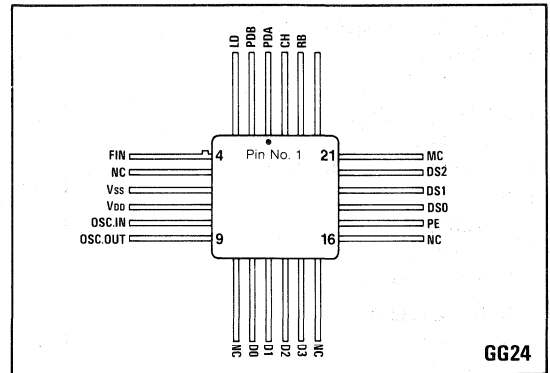 LD
PDB
PDA
CH
RB
FIN
NC
VSS
VDD
OSC.IN
OSC.OUT
4
Pin No. 1
21
9
16
MC
DS2
DS1
DS0
PE
NC
NC
D0
D1
D2
D3
NC
GG24